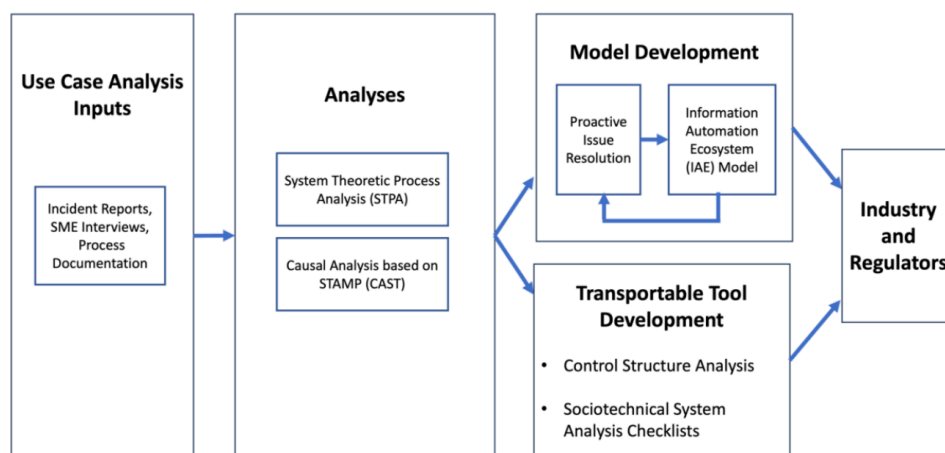 Use Case Analysis
Inputs
Incident Reports,
SME Interviews,
Process
Documentation
Analyses
System Theoretic Process
Analysis (STPA)
Causal Analysis based on
STAMP (CAST)
Model Development
Proactive
Issue
Resolution
Information
Automation
Ecosystem
(IAE) Model
Transportable Tool
Development
• Control Structure Analysis
• Sociotechnical System
Analysis Checklists
Industry
and
Regulators